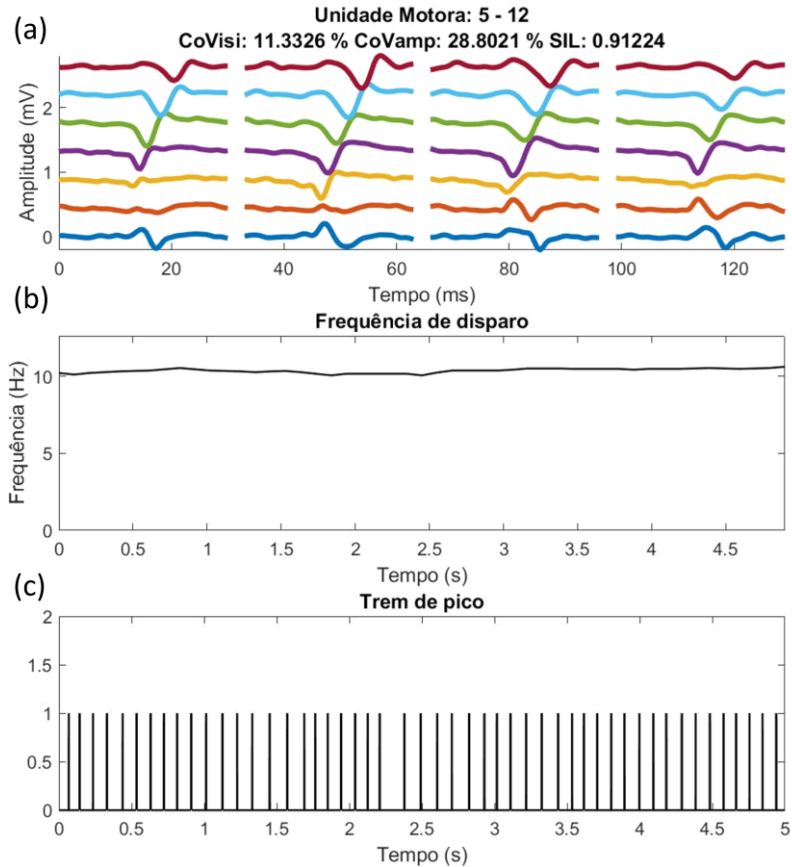 (a)
Unidade Motora: 5 - 12
CoVisi: 11.3326 % CoVamp: 28.8021 % SIL: 0.91224
Amplitude (mV)
2
1
0
0 20 40 60 80 100 120
Tempo (ms)
(b)
Frequência de disparo
Frequência (Hz)
10
5
0
0 0.5 1 1.5 2 2.5 3 3.5 4 4.5
Tempo (s)
(c)
Trem de pico
2
1.5
1
0.5
0
0 0.5 1 1.5 2 2.5 3 3.5 4 4.5 5
Tempo (s)